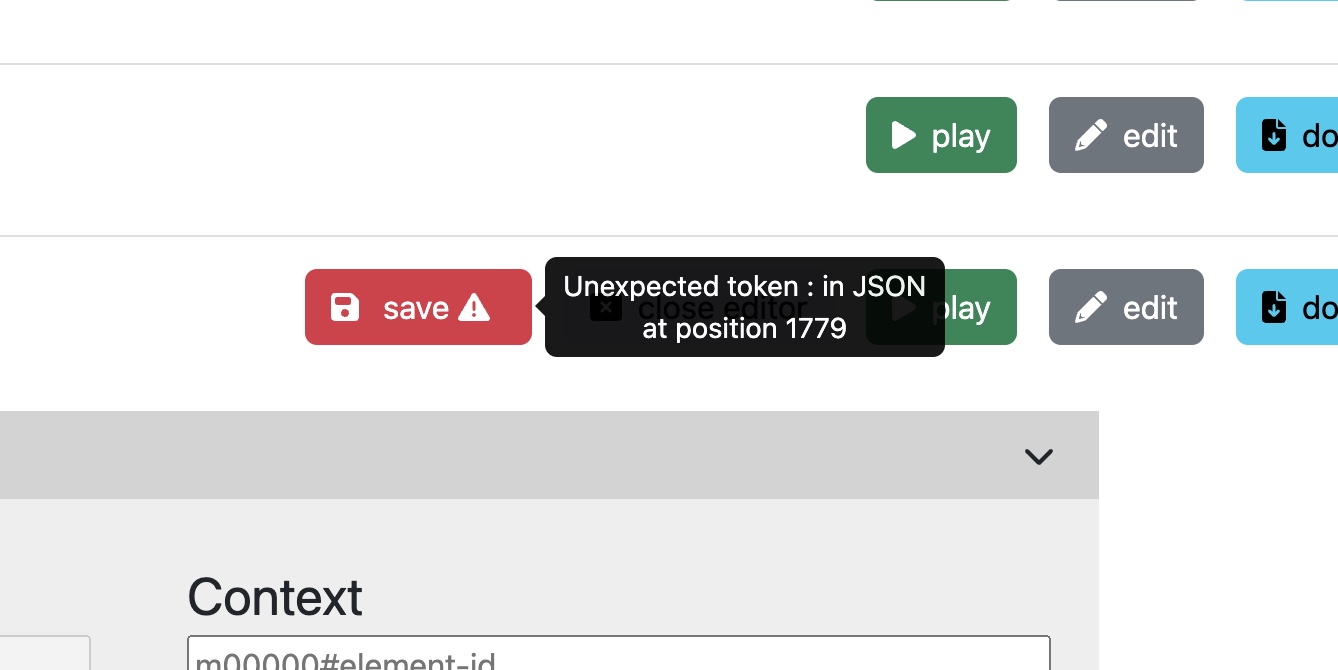 play edit do
save Unexpected token : in JSON play edit do
close editor
at position 1779
Context
m00000#element-id